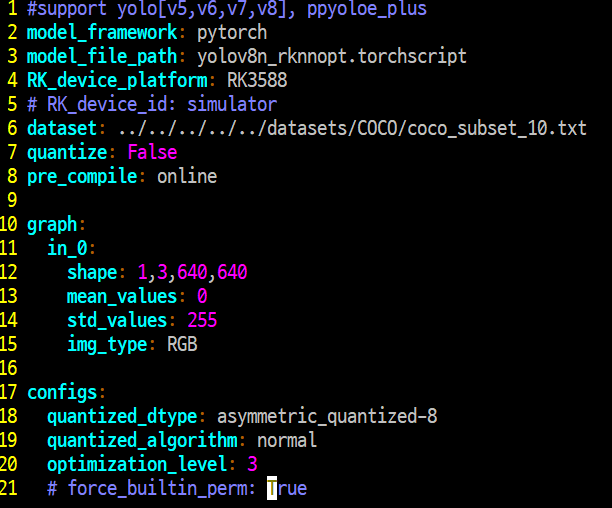 1 #support yolo[v5,v6,v7,v8], ppyoloe_plus
2 model_framework: pytorch
3 model_file_path: yolov8n_rknnopt.torchscript
4 RK_device_platform: RK3588
5 # RK_device_id: simulator
6 dataset: ../../../../../datasets/COCO/coco_subset_10.txt
7 quantize: False
8 pre_compile: online
9
10 graph:
11   in_0:
12     shape: 1,3,640,640
13     mean_values: 0
14     std_values: 255
15     img_type: RGB
16
17 configs:
18   quantized_dtype: asymmetric_quantized-8
19   quantized_algorithm: normal
20   optimization_level: 3
21   # force_builtin_perm: True